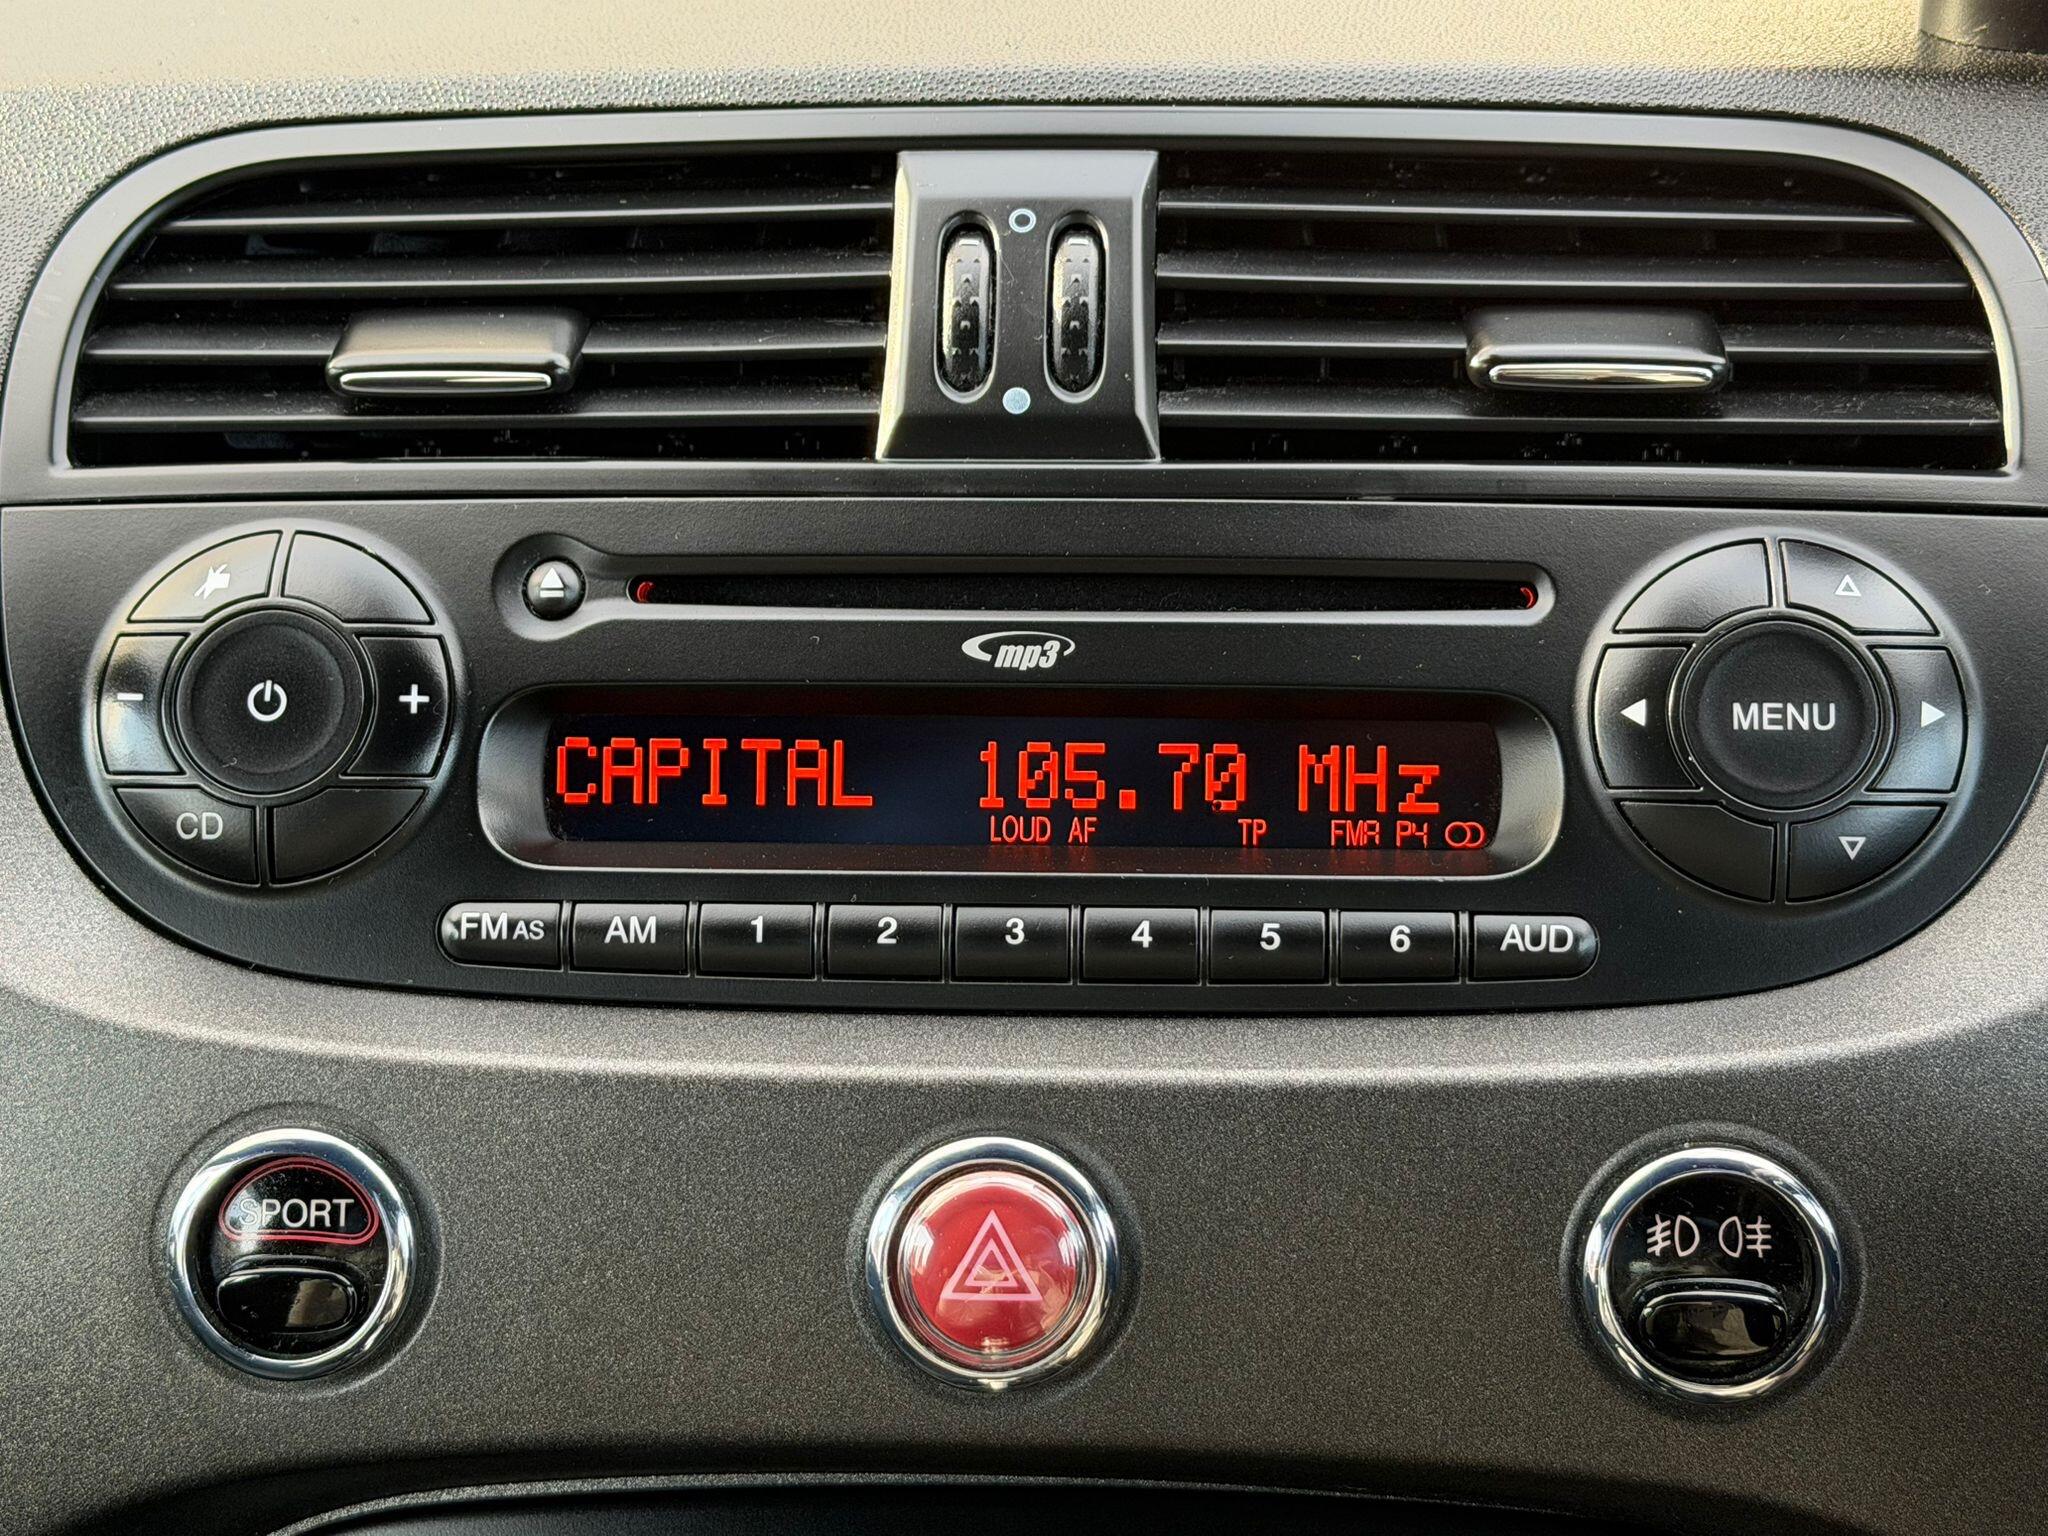 mp3
MENU
CAPITAL 105.70 MHz
LOUD AF TP FMA P4
CD
FM AS AM 1 2 3 4 5 6 AUD
SPORT